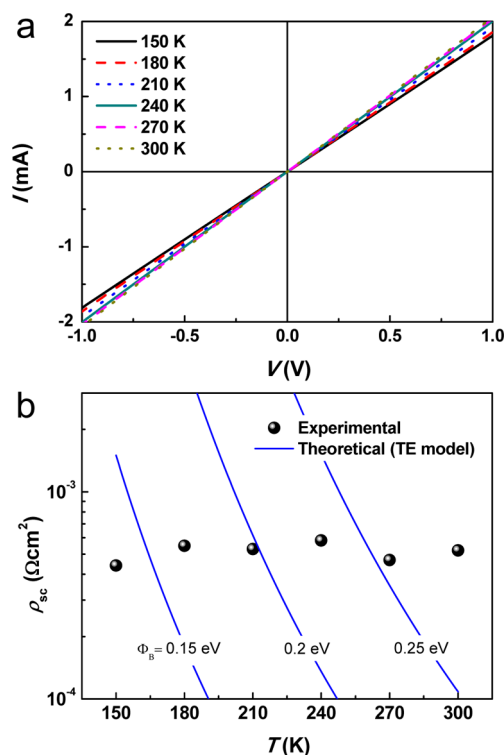 a
150 K
180 K
210 K
240 K
270 K
300 K
I (mA)
2
1
0
-1
-2
-1.0 -0.5 0.0 0.5 1.0
V (V)
b
Experimental
Theoretical (TE model)
ρsc (Ωcm²)
10⁻³
10⁻⁴
ΦB= 0.15 eV 0.2 eV 0.25 eV
150 180 210 240 270 300
T (K)